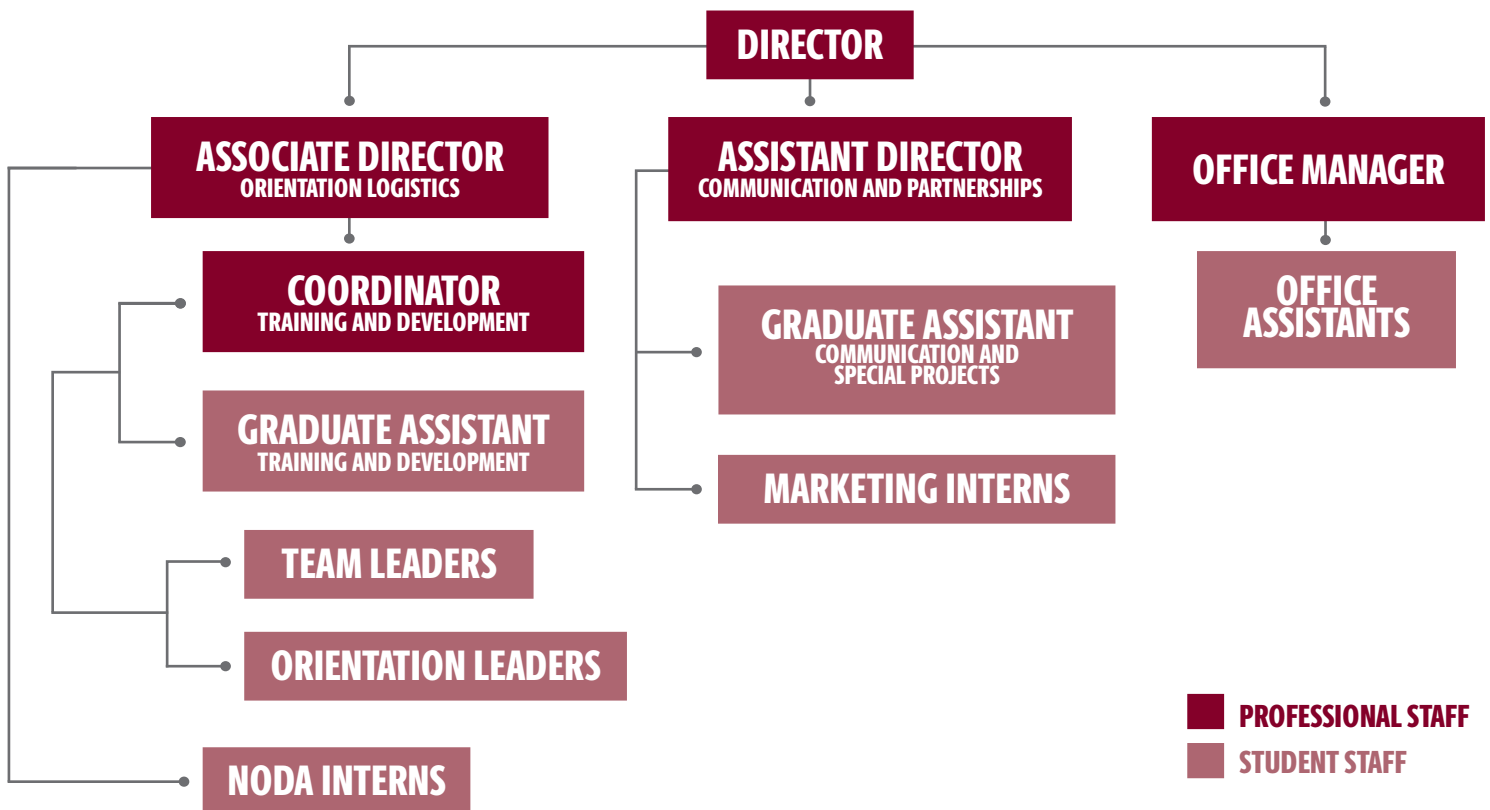 DIRECTOR
ASSOCIATE DIRECTOR
ORIENTATION LOGISTICS
ASSISTANT DIRECTOR
COMMUNICATION AND PARTNERSHIPS
OFFICE MANAGER
COORDINATOR
TRAINING AND DEVELOPMENT
GRADUATE ASSISTANT
COMMUNICATION AND
SPECIAL PROJECTS
OFFICE
ASSISTANTS
GRADUATE ASSISTANT
TRAINING AND DEVELOPMENT
MARKETING INTERNS
TEAM LEADERS
ORIENTATION LEADERS
NODA INTERNS
PROFESSIONAL STAFF
STUDENT STAFF